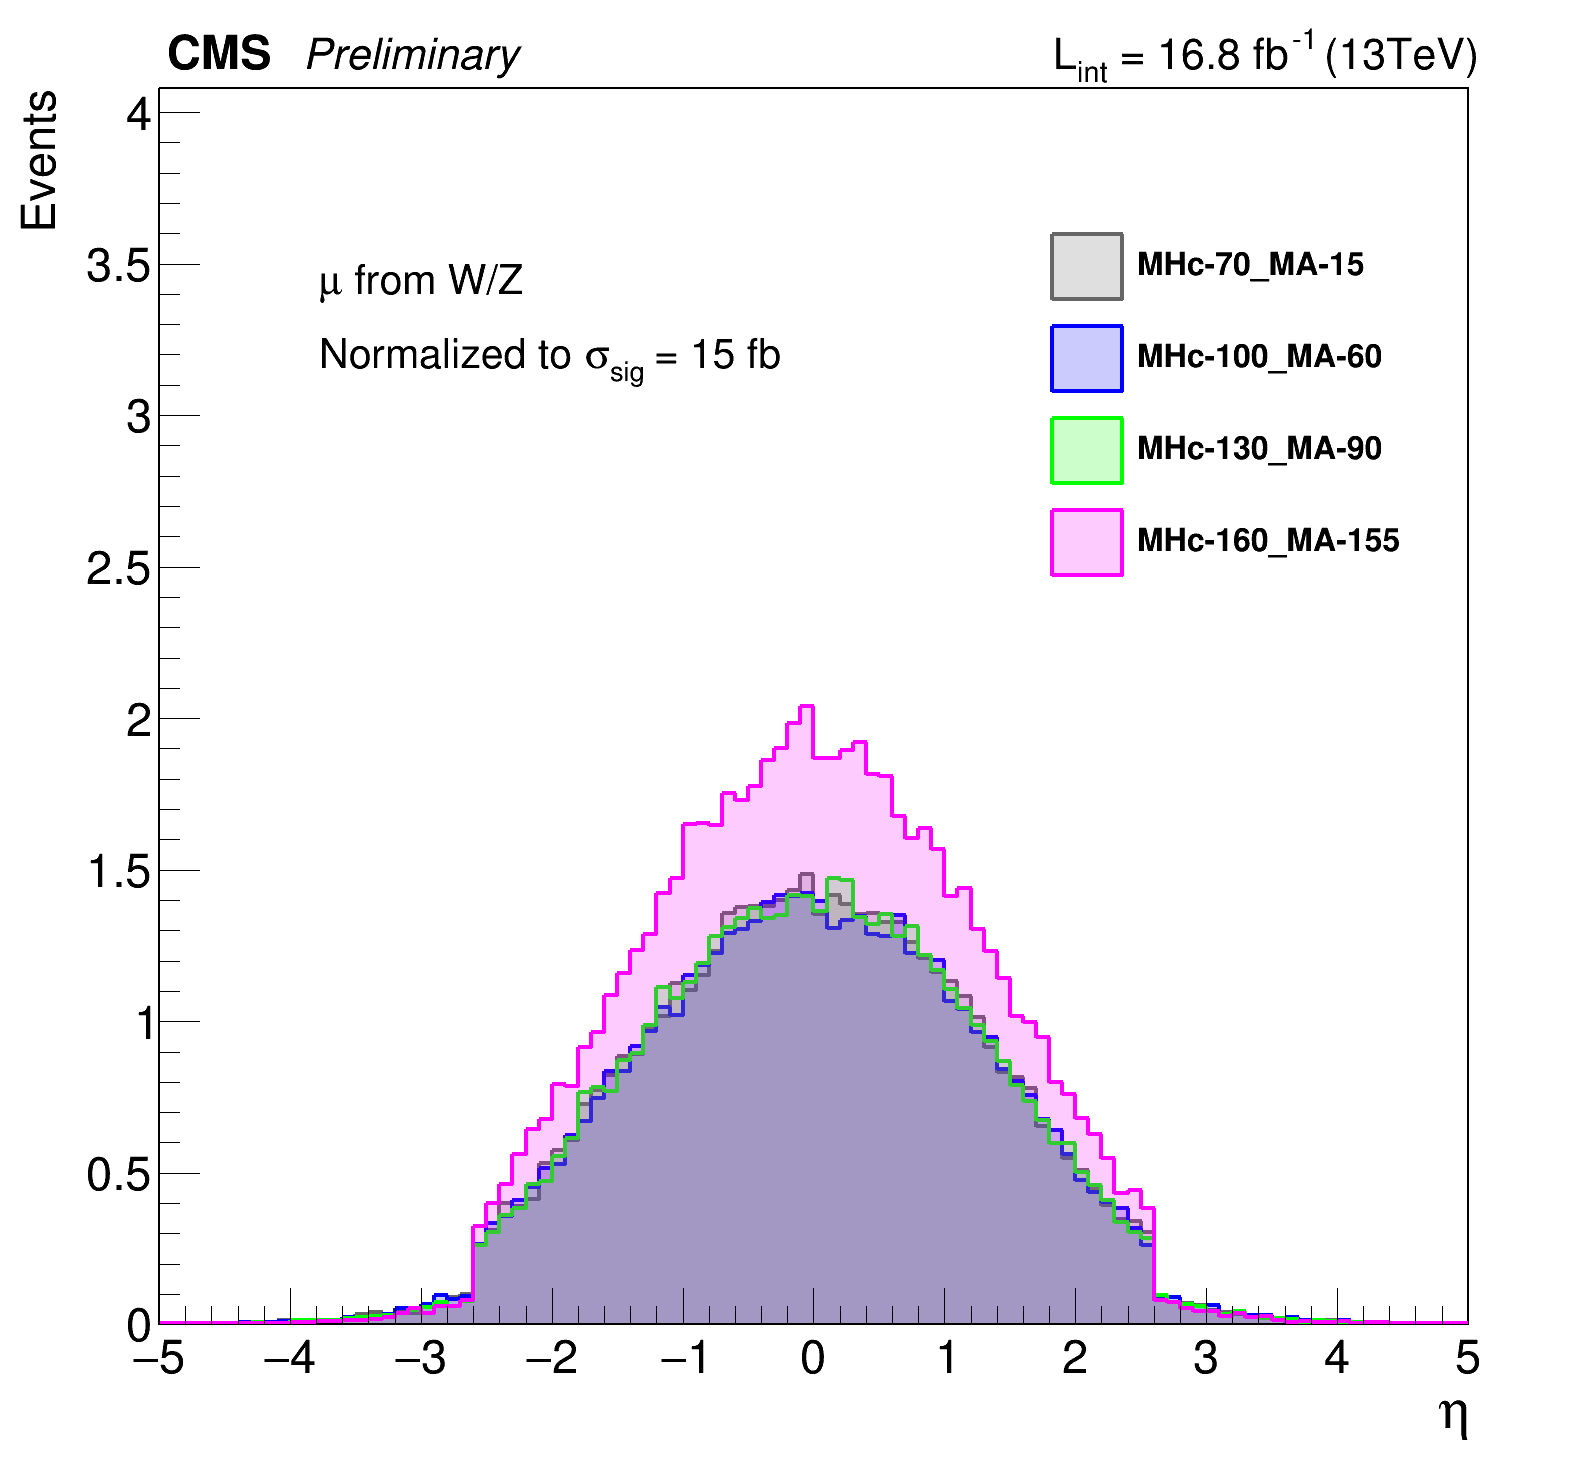 CMS Preliminary L_int = 16.8 fb^-1 (13TeV)
Events
4
3.5
3
2.5
2
1.5
1
0.5
0
μ from W/Z
Normalized to σ_sig = 15 fb
MHc-70_MA-15
MHc-100_MA-60
MHc-130_MA-90
MHc-160_MA-155
−5 −4 −3 −2 −1 0 1 2 3 4 5
η